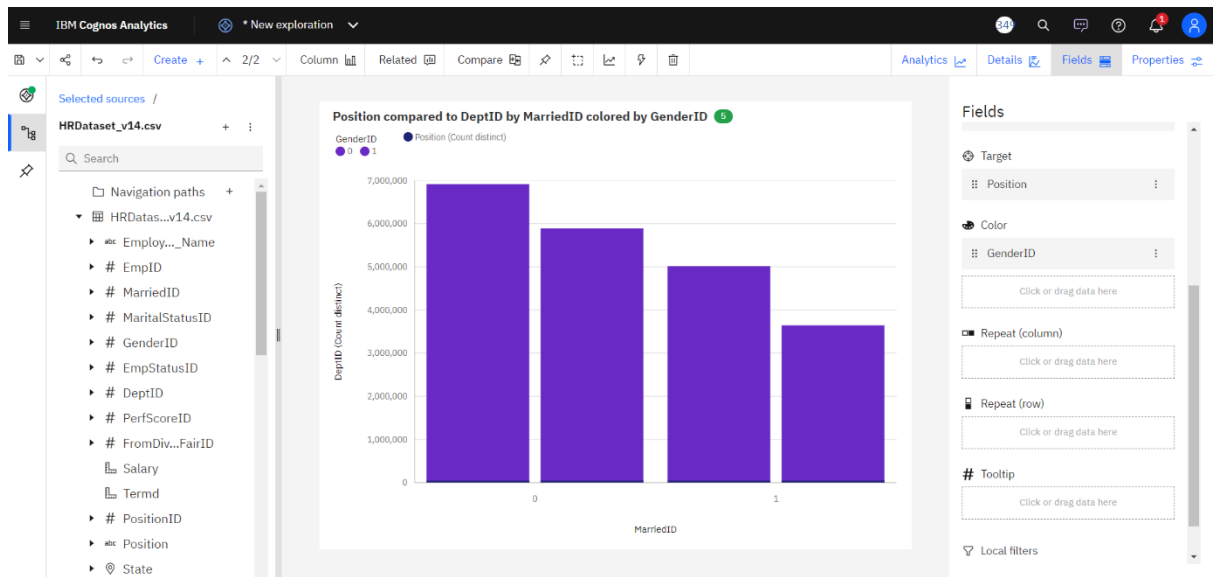 IBM Cognos Analytics
* New exploration
349
1
Create +
2/2
Column
Related
Compare
Analytics
Details
Fields
Properties
Selected sources /
HRDataset_v14.csv
Search
Navigation paths +
HRDatas...v14.csv
abc Employ..._Name
# EmpID
# MarriedID
# MaritalStatusID
# GenderID
# EmpStatusID
# DeptID
# PerfScoreID
# FromDiv...FairID
Salary
Termd
# PositionID
abc Position
State
Position compared to DeptID by MarriedID colored by GenderID 5
GenderID
0 1
Position (Count distinct)
7,000,000
6,000,000
5,000,000
4,000,000
3,000,000
2,000,000
1,000,000
0
DeptID (Count distinct)
0 1
MarriedID
Fields
Target
Position
Color
GenderID
Click or drag data here
Repeat (column)
Click or drag data here
Repeat (row)
Click or drag data here
# Tooltip
Click or drag data here
Local filters